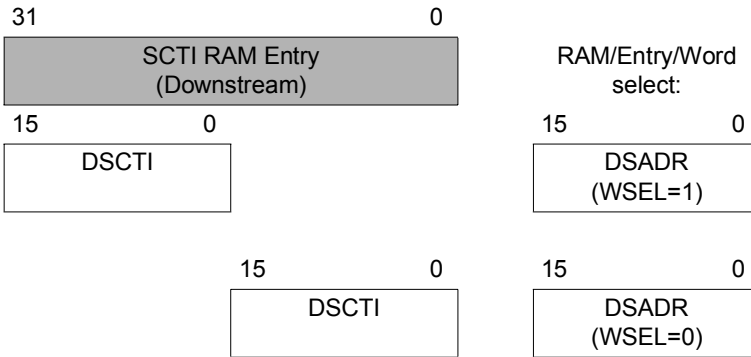 31 0
SCTI RAM Entry
(Downstream)
RAM/Entry/Word
select:
15 0 15 0
DSCTI DSADR
(WSEL=1)
15 0 15 0
DSCTI DSADR
(WSEL=0)